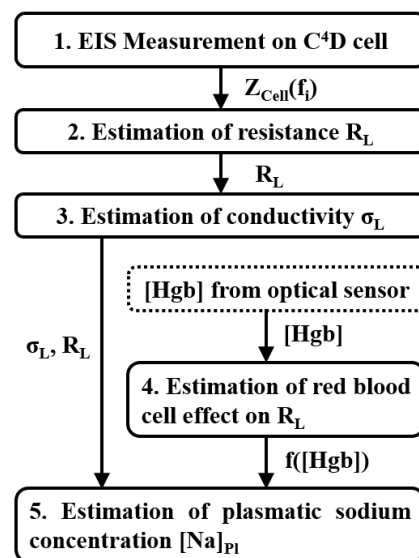 1. EIS Measurement on C⁴D cell
Z_Cell(f_i)
2. Estimation of resistance R_L
R_L
3. Estimation of conductivity σ_L
[Hgb] from optical sensor
[Hgb]
σ_L, R_L
4. Estimation of red blood
cell effect on R_L
f([Hgb])
5. Estimation of plasmatic sodium
concentration [Na]_Pl